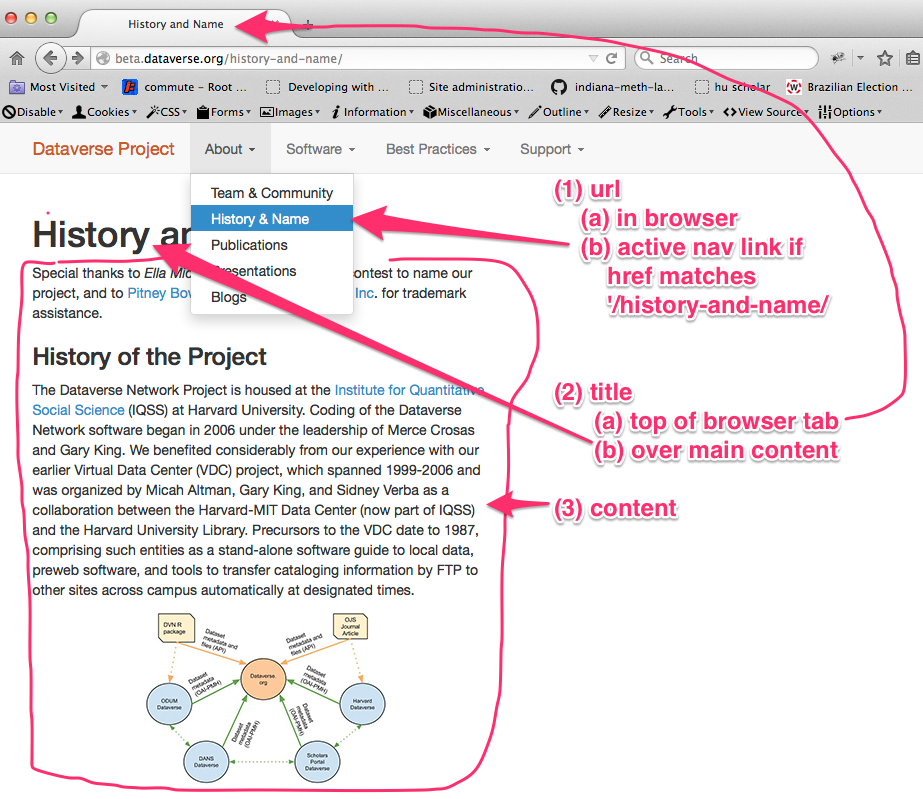 History and Name
beta.dataverse.org/history-and-name/
Search
Most Visited
commute - Root ...
Developing with ...
Site administratio...
indiana-meth-la...
hu scholar
Brazilian Election ...
Disable
Cookies
CSS
Forms
Images
Information
Miscellaneous
Outline
Resize
Tools
View Source
Options
Dataverse Project
About
Software
Best Practices
Support
Team & Community
History & Name
Publications
Presentations
Blogs
(1) url
(a) in browser
(b) active nav link if
href matches
'/history-and-name/
History an
Special thanks to Ella Mic contest to name our
project, and to Pitney Bow Inc. for trademark
assistance.
History of the Project
The Dataverse Network Project is housed at the Institute for Quantitative
Social Science (IQSS) at Harvard University. Coding of the Dataverse
Network software began in 2006 under the leadership of Merce Crosas
and Gary King. We benefited considerably from our experience with our
earlier Virtual Data Center (VDC) project, which spanned 1999-2006 and
was organized by Micah Altman, Gary King, and Sidney Verba as a
collaboration between the Harvard-MIT Data Center (now part of IQSS)
and the Harvard University Library. Precursors to the VDC date to 1987,
comprising such entities as a stand-alone software guide to local data,
preweb software, and tools to transfer cataloging information by FTP to
other sites across campus automatically at designated times.
(2) title
(a) top of browser tab
(b) over main content
(3) content
DVN R
package
OJS
Journal
Article
Dataset
metadata and
files (API)
Dataset
metadata and
files (API)
Dataverse.
org
Dataset
metadata
(OAI-PMH)
Dataset
metadata
(OAI-PMH)
ODUM
Dataverse
Harvard
Dataverse
Dataset
metadata
(OAI-PMH)
Dataset
metadata
(OAI-PMH)
DANS
Dataverse
Scholars
Portal
Dataverse